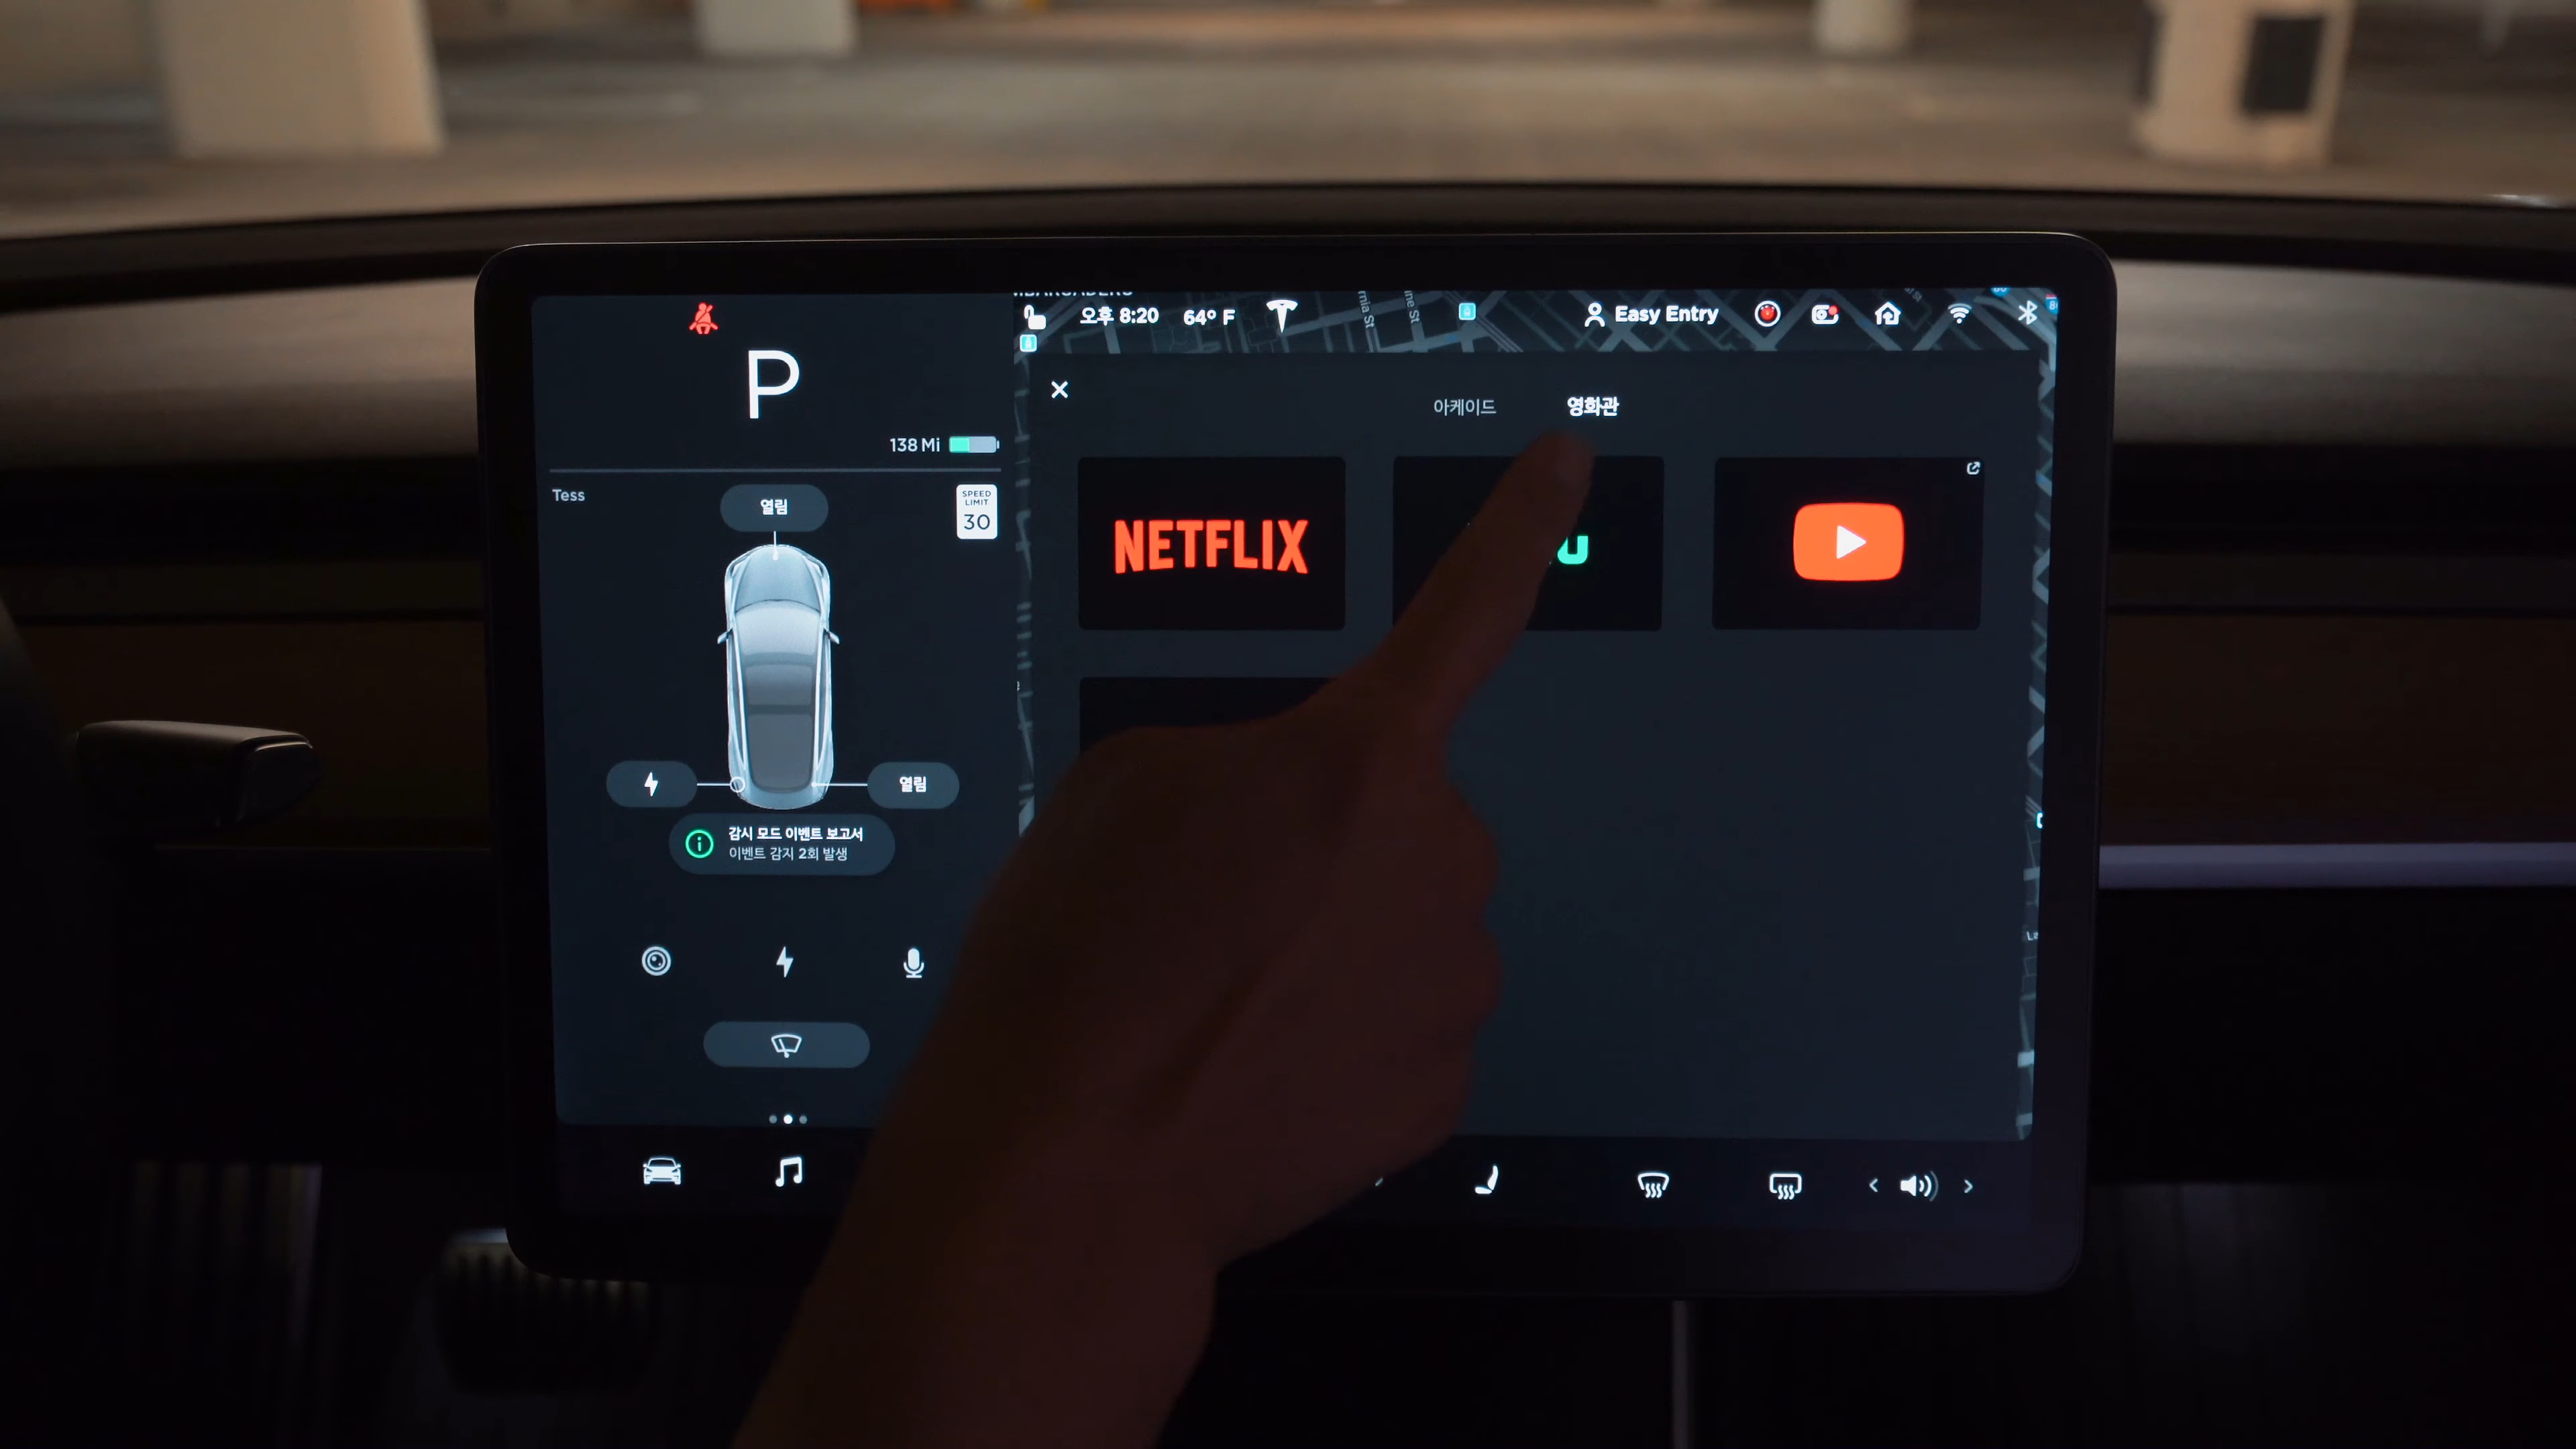 P
138 Mi
Tess
열림
SPEED
LIMIT
30
열림
감시 모드 이벤트 보고서
이벤트 감지 2회 발생
오후 8:20
64° F
Easy Entry
아케이드
영화관
NETFLIX